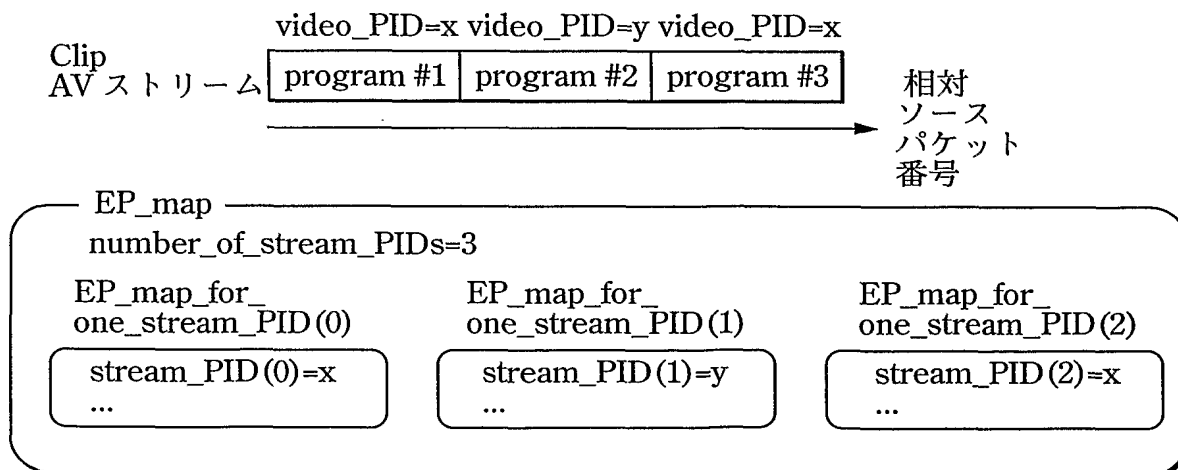 video_PID=x video_PID=y video_PID=x
Clip
AVストリーム
program #1 program #2 program #3
相対
ソース
パケット
番号
EP_map
number_of_stream_PIDs=3
EP_map_for_
one_stream_PID(0)
stream_PID(0)=x
...
EP_map_for_
one_stream_PID(1)
stream_PID(1)=y
...
EP_map_for_
one_stream_PID(2)
stream_PID(2)=x
...